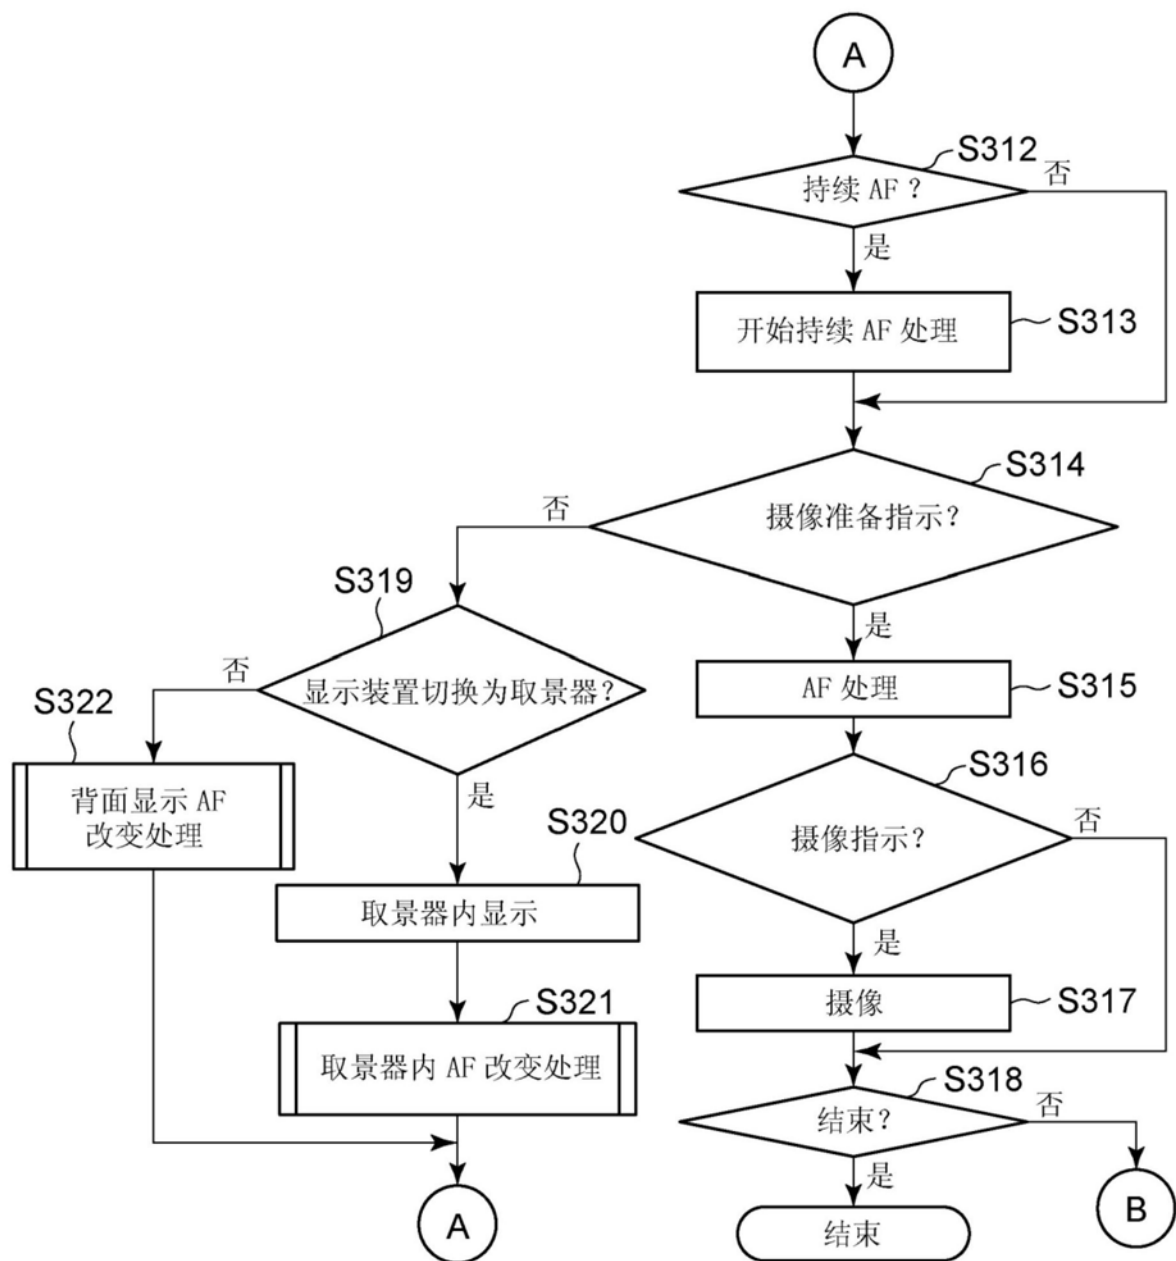 A
S312
持续 AF ?
否
是
开始持续 AF 处理
S313
S314
摄像准备指示?
否
是
S319
显示装置切换为取景器?
否
是
AF 处理
S315
S322
背面显示 AF
改变处理
S316
摄像指示?
否
是
S320
取景器内显示
摄像
S317
S321
取景器内 AF 改变处理
S318
结束?
否
是
A
结束
B